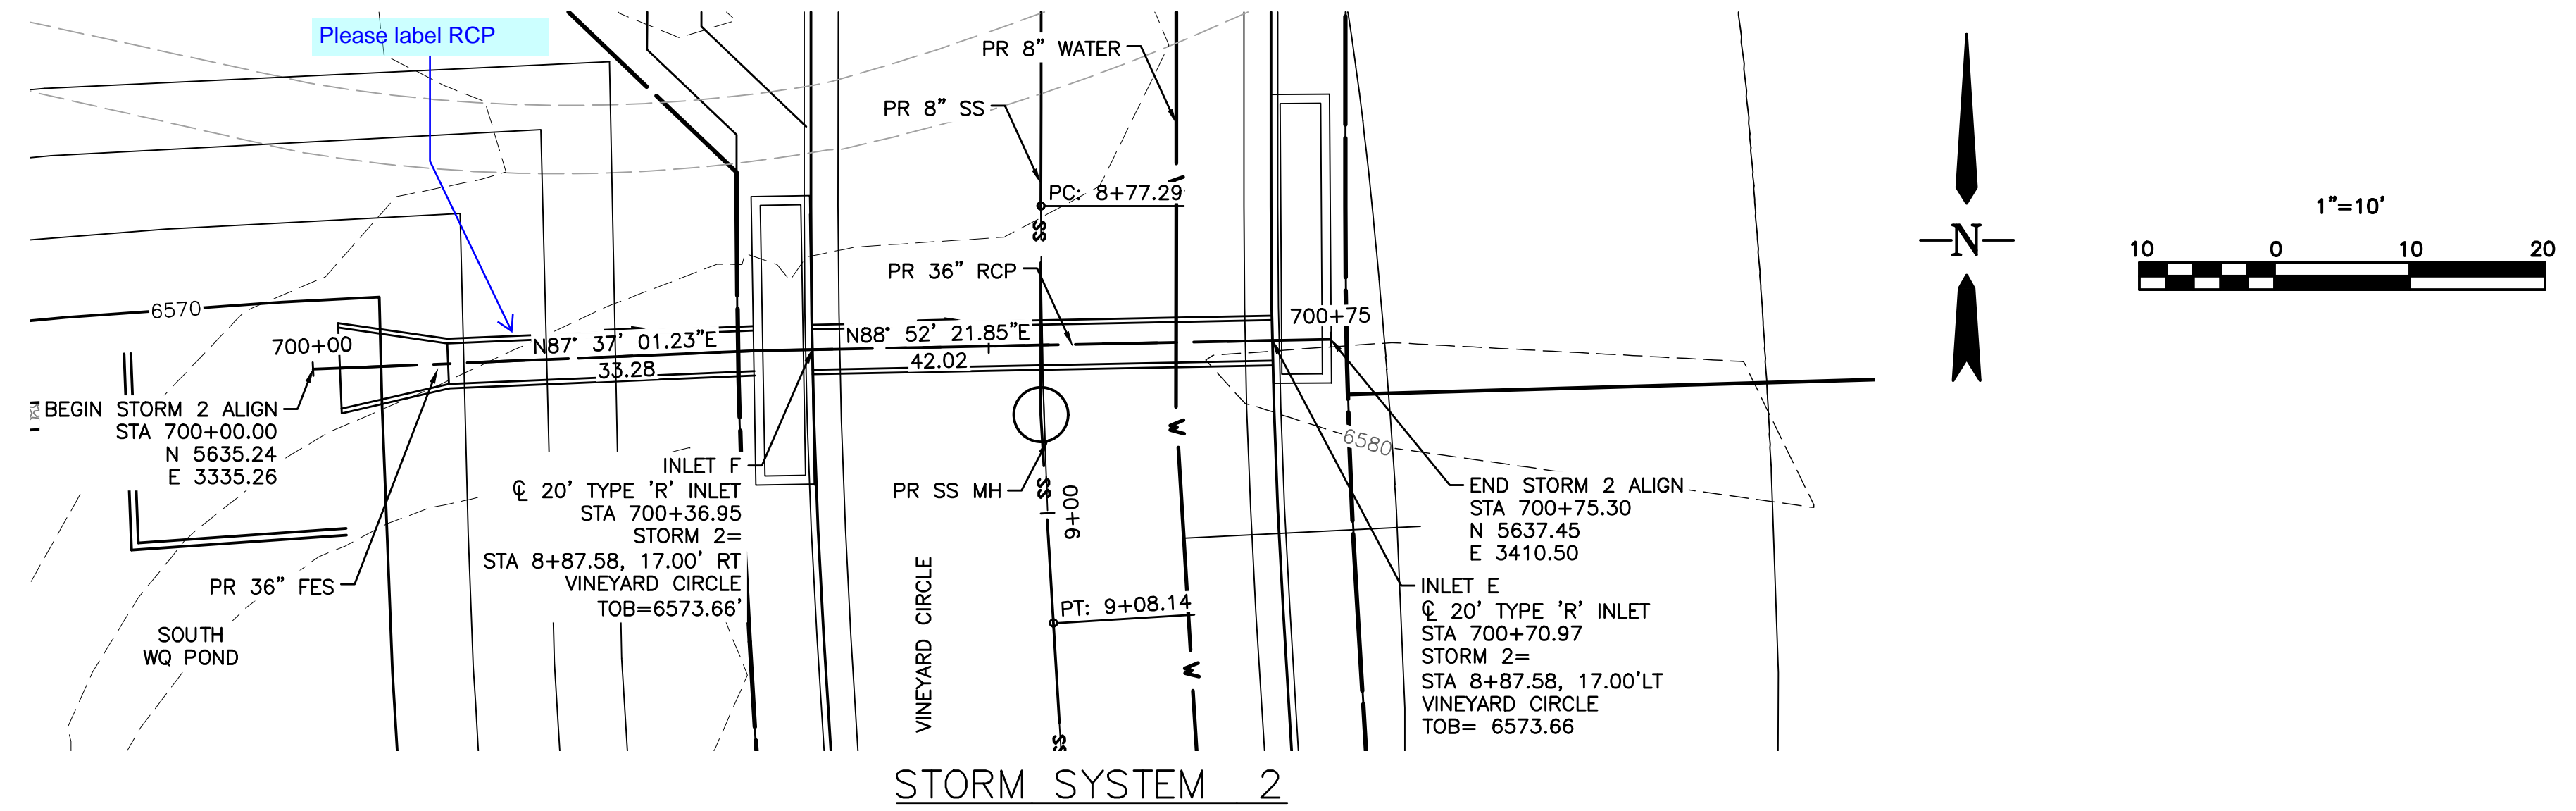 Please label RCP
PR 8" WATER
PR 8" SS
PC: 8+77.29
SS
PR 36" RCP
N
1"=10'
10 0 10 20
6570
700+00
N87° 37' 01.23"E
33.28
N88° 52' 21.85"E
42.02
700+75
BEGIN STORM 2 ALIGN
STA 700+00.00
N 5635.24
E 3335.26
PR 36" FES
SOUTH
WQ POND
INLET F
℄ 20' TYPE 'R' INLET
STA 700+36.95
STORM 2=
STA 8+87.58, 17.00' RT
VINEYARD CIRCLE
TOB=6573.66'
PR SS MH
SS
9+00
VINEYARD CIRCLE
PT: 9+08.14
SS
W
W
6580
END STORM 2 ALIGN
STA 700+75.30
N 5637.45
E 3410.50
INLET E
℄ 20' TYPE 'R' INLET
STA 700+70.97
STORM 2=
STA 8+87.58, 17.00'LT
VINEYARD CIRCLE
TOB= 6573.66
STORM SYSTEM 2